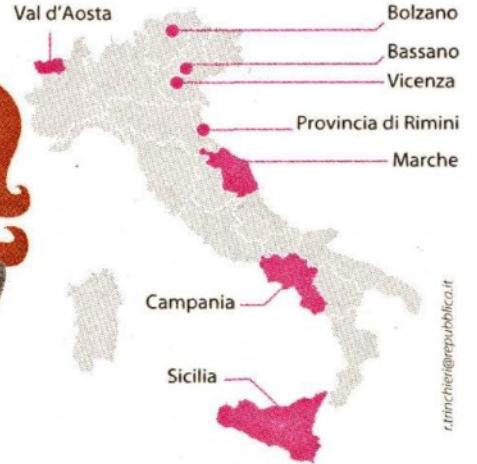 Val d'Aosta
Bolzano
Bassano
Vicenza
Provincia di Rimini
Marche
Campania
Sicilia
r.trinchieri@repubblica.it